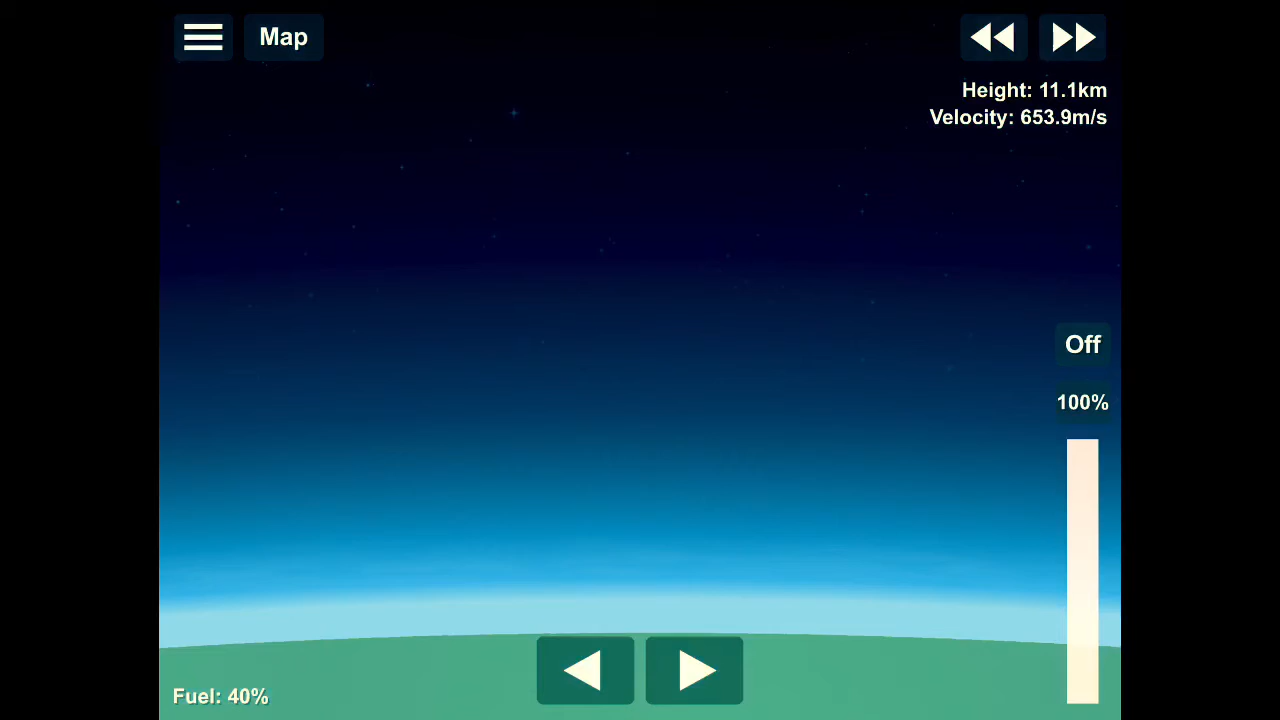 Map
Height: 11.1km
Velocity: 653.9m/s
Off
100%
Fuel: 40%